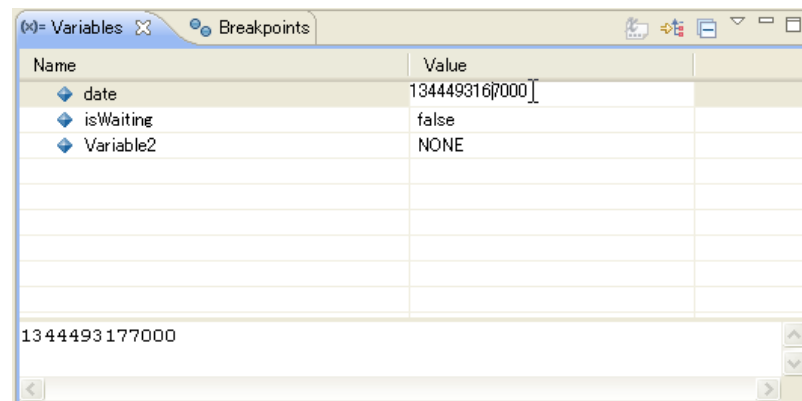 (x)= Variables Breakpoints
Name Value
date 1344493167000
isWaiting false
Variable2 NONE
1344493177000